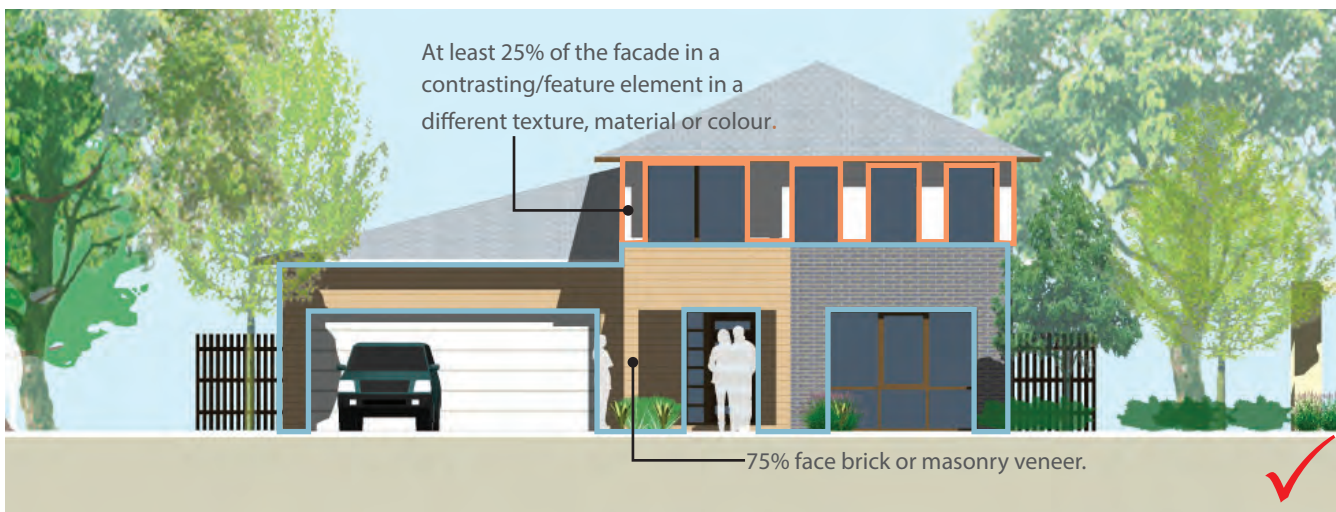 At least 25% of the facade in a
contrasting/feature element in a
different texture, material or colour.
75% face brick or masonry veneer.